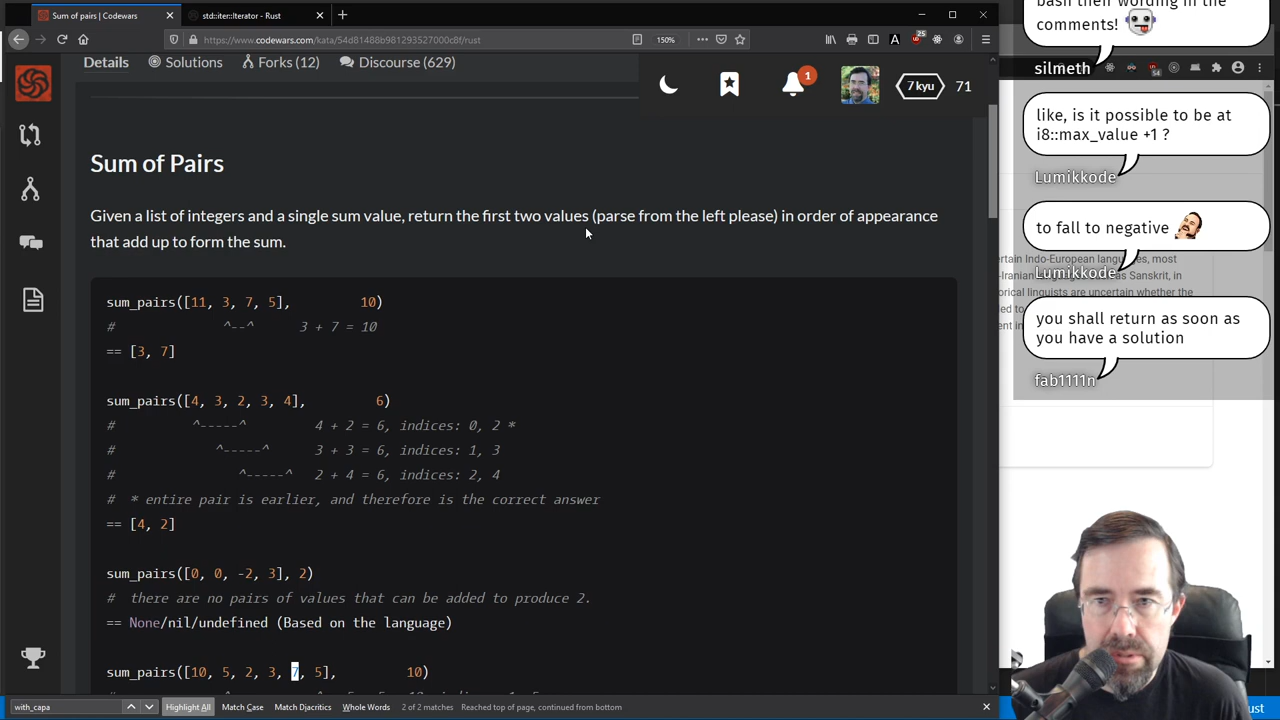 Sum of pairs | Codewars
std::iter::Iterator - Rust
https://www.codewars.com/kata/54d81488b981293527000c8f/rust
150%
Details
Solutions
Forks (12)
Discourse (629)
1
7 kyu
71
Sum of Pairs
Given a list of integers and a single sum value, return the first two values (parse from the left please) in order of appearance
that add up to form the sum.
sum_pairs([11, 3, 7, 5], 10)
# ^--^ 3 + 7 = 10
== [3, 7]
sum_pairs([4, 3, 2, 3, 4], 6)
# ^-----^ 4 + 2 = 6, indices: 0, 2 *
# ^-----^ 3 + 3 = 6, indices: 1, 3
# ^-----^ 2 + 4 = 6, indices: 2, 4
# * entire pair is earlier, and therefore is the correct answer
== [4, 2]
sum_pairs([0, 0, -2, 3], 2)
# there are no pairs of values that can be added to produce 2.
== None/nil/undefined (Based on the language)
sum_pairs([10, 5, 2, 3, 7, 5], 10)
with_capa
Highlight All
Match Case
Match Diacritics
Whole Words
2 of 2 matches
Reached top of page, continued from bottom
bash then wording in the
comments!
silmeth
like, is it possible to be at
i8::max_value +1 ?
Lumikkode
to fall to negative
Lumikkode
you shall return as soon as
you have a solution
fab1111n